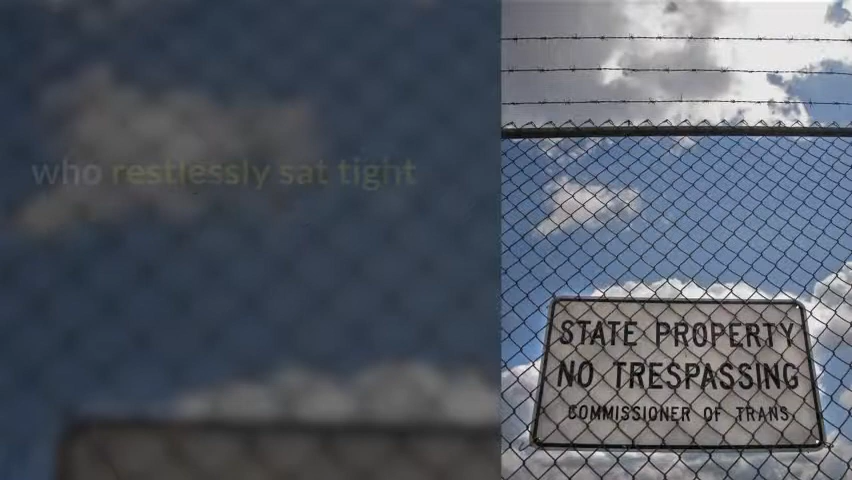 who restlessly sat tight
STATE PROPERTY
NO TRESPASSING
COMMISSIONER OF TRANS